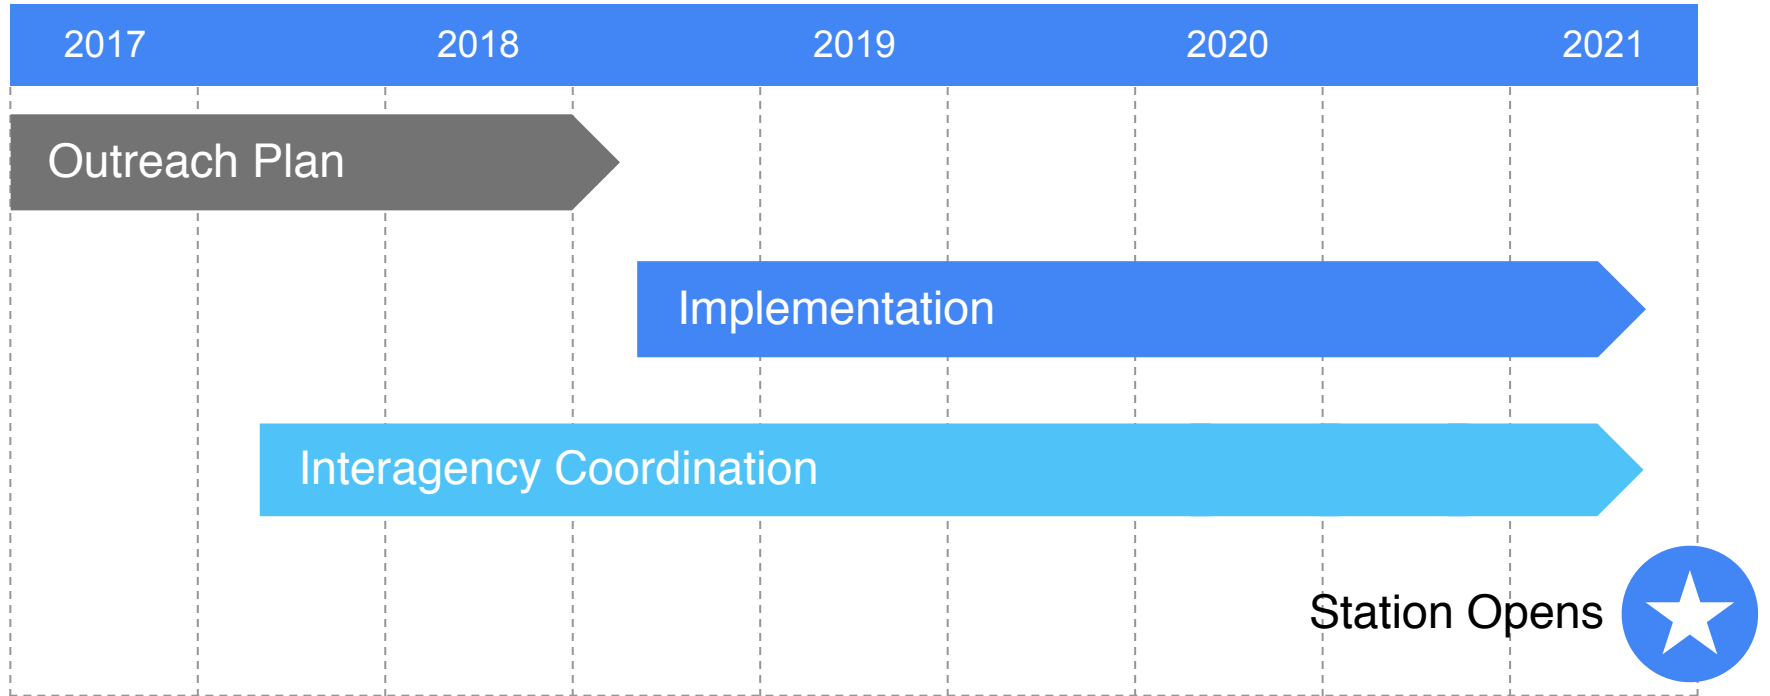 2017 2018 2019 2020 2021
Outreach Plan
Implementation
Interagency Coordination
Station Opens